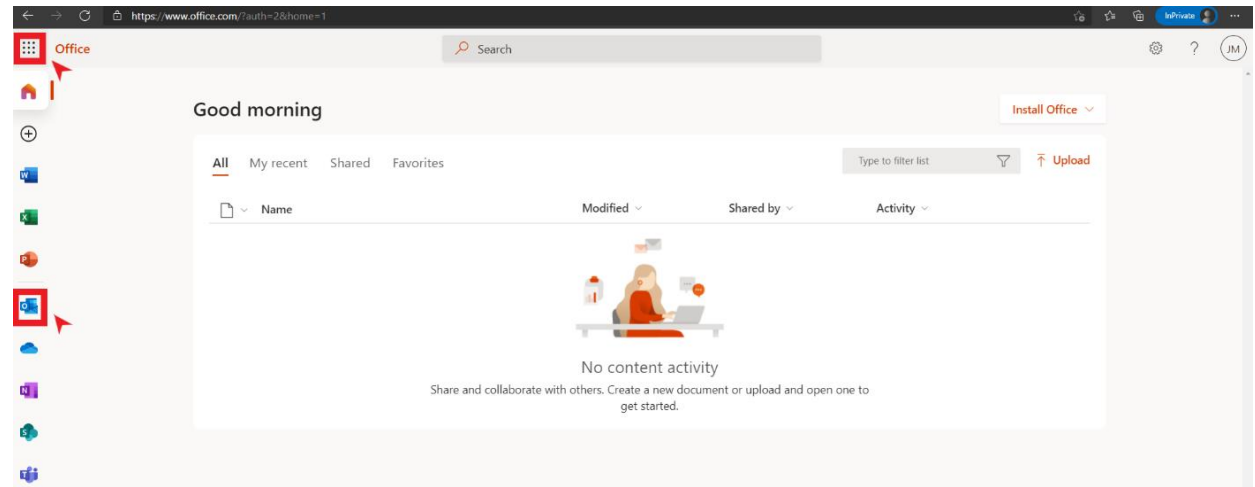 https://www.office.com/?auth=2&home=1
InPrivate
Office
Search
?
JM
Good morning
Install Office
All My recent Shared Favorites
Type to filter list
Upload
Name Modified Shared by Activity
W
X
P
O
N
S
T
No content activity
Share and collaborate with others. Create a new document or upload and open one to
get started.